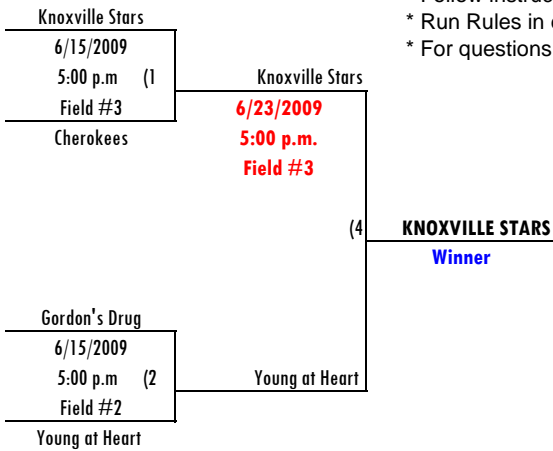 * Follow Instruc
Knoxville Stars
* Run Rules in
* For questions
6/15/2009
5:00 p.m (1
Knoxville Stars
Field #3
6/23/2009
Cherokees
5:00 p.m.
Field #3
(4
KNOXVILLE STARS
Winner
Gordon's Drug
6/15/2009
5:00 p.m (2
Young at Heart
Field #2
Young at Heart